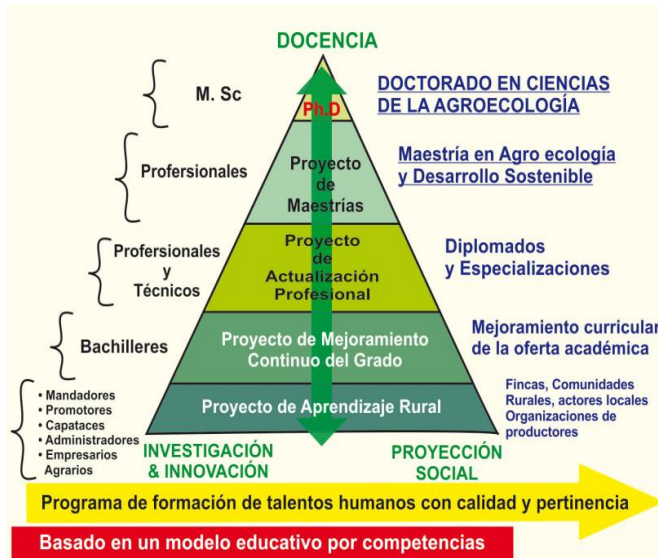 DOCENCIA
M. Sc
Ph.D
DOCTORADO EN CIENCIAS
DE LA AGROECOLOGÍA
Profersionales
Proyecto
de
Maestrías
Maestría en Agro ecología
y Desarrollo Sostenible
Profersionales
y
Técnicos
Proyecto
de
Actualización
Profesional
Diplomados
y Especializaciones
Bachilleres
Proyecto de Mejoramiento
Continuo del Grado
Mejoramiento curricular
de la oferta académica
• Mandadores
• Promotores
• Capataces
• Administradores
• Empresarios
Agrarios
Proyecto de Aprendizaje Rural
Fincas, Comunidades
Rurales, actores locales
Organizaciones de
productores
INVESTIGACIÓN
& INNOVACIÓN
PROYECCIÓN
SOCIAL
Programa de formación de talentos humanos con calidad y pertinencia
Basado en un modelo educativo por competencias